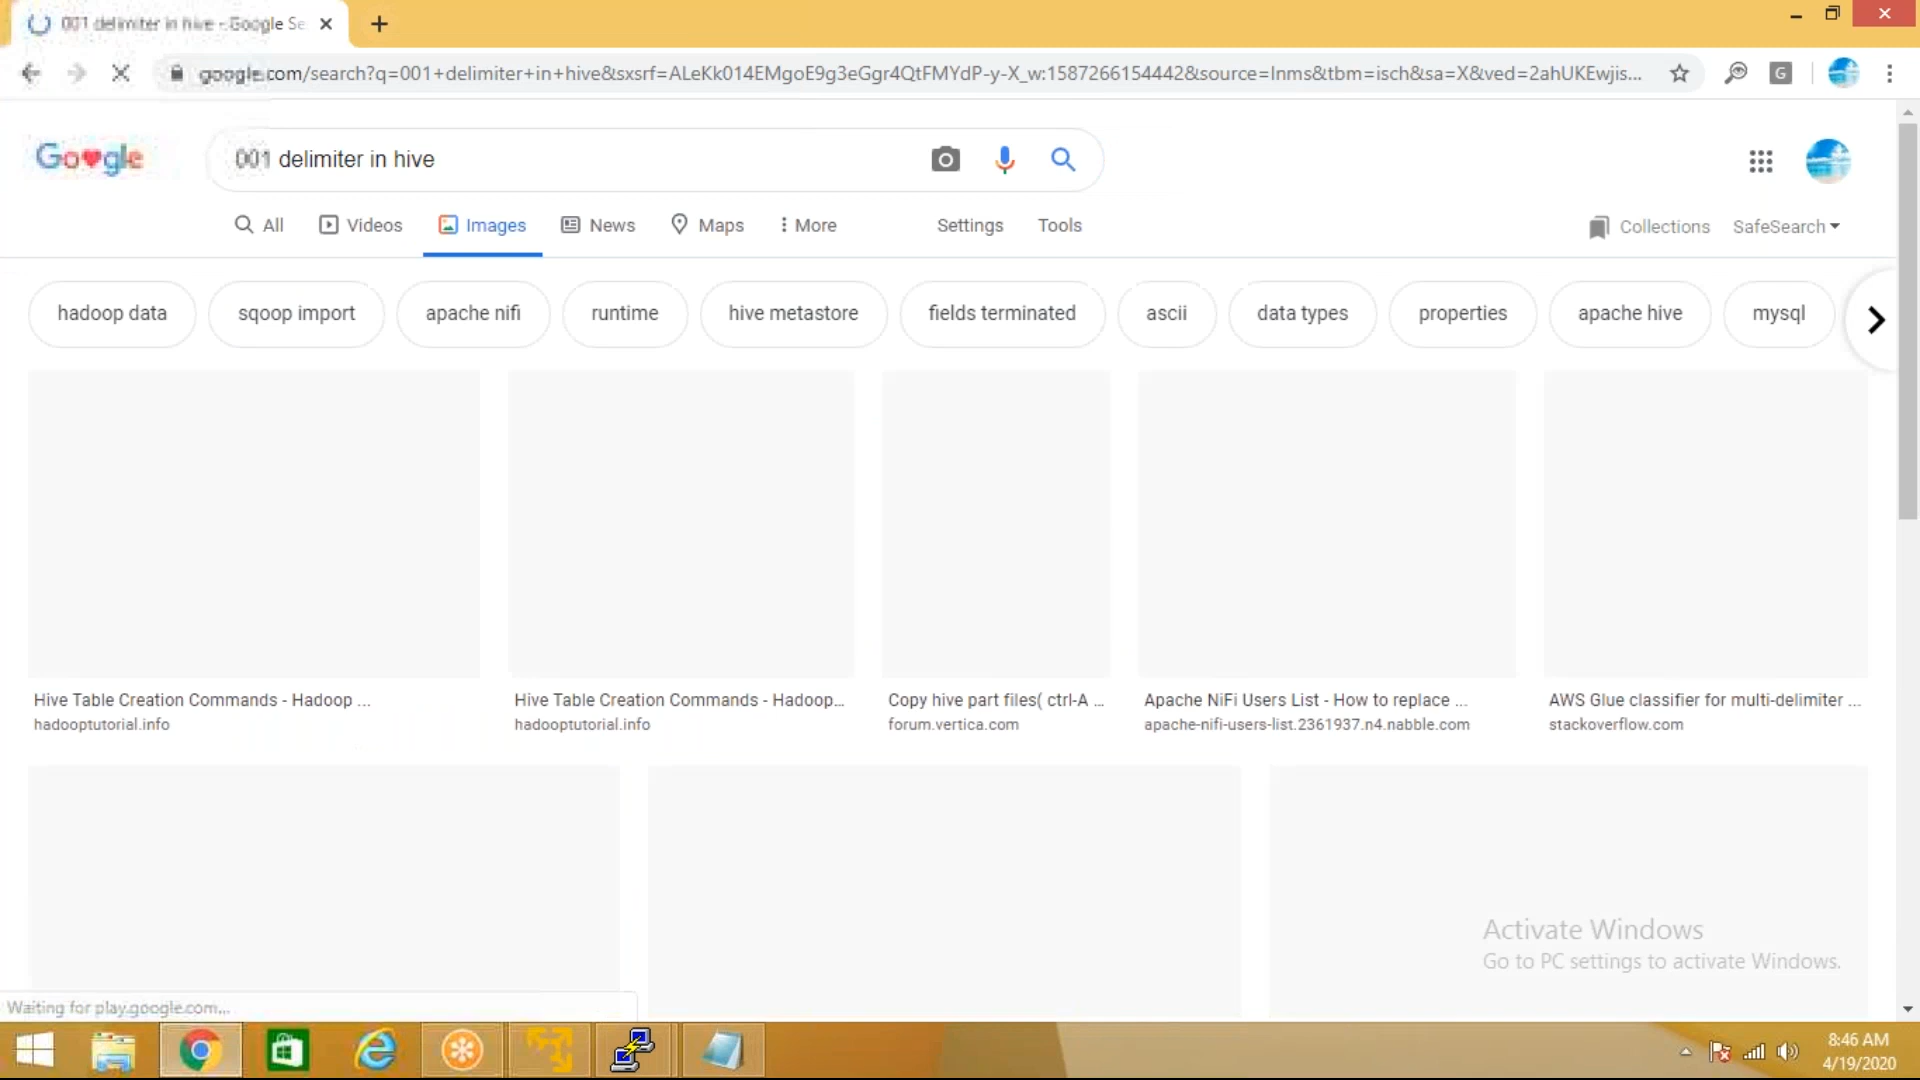 001 delimiter in hive - Google Se
google.com/search?q=001+delimiter+in+hive&sxsrf=ALeKk014EMgoE9g3eGgr4QtFMYdP-y-X_w:1587266154442&source=lnms&tbm=isch&sa=X&ved=2ahUKEwjis...
G
Google
001 delimiter in hive
All Videos Images News Maps More Settings Tools Collections SafeSearch
hadoop data sqoop import apache nifi runtime hive metastore fields terminated ascii data types properties apache hive mysql
Hive Table Creation Commands - Hadoop ...
hadooptutorial.info
Hive Table Creation Commands - Hadoop...
hadooptutorial.info
Copy hive part files( ctrl-A ...
forum.vertica.com
Apache NiFi Users List - How to replace ...
apache-nifi-users-list.2361937.n4.nabble.com
AWS Glue classifier for multi-delimiter ...
stackoverflow.com
Activate Windows
Go to PC settings to activate Windows.
Waiting for play.google.com...
8:46 AM
4/19/2020